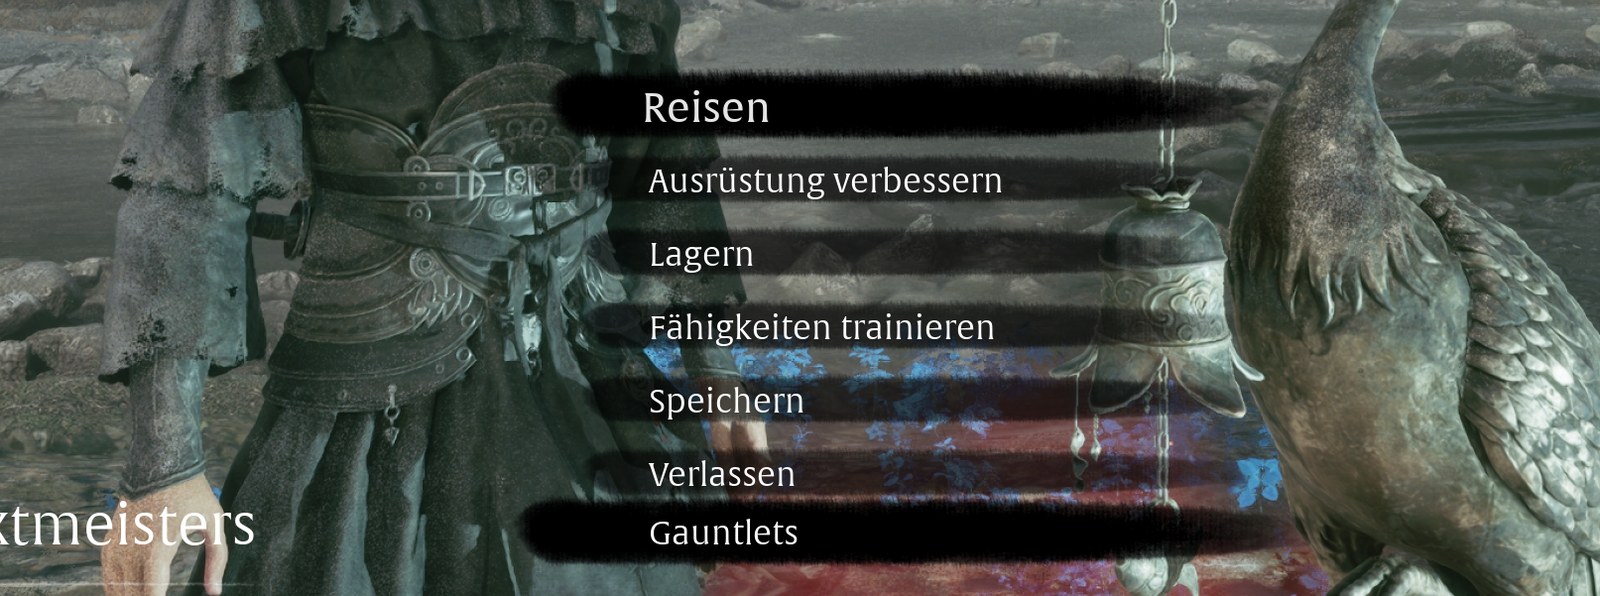 Reisen
Ausrüstung verbessern
Lagern
Fähigkeiten trainieren
Speichern
Verlassen
Gauntlets